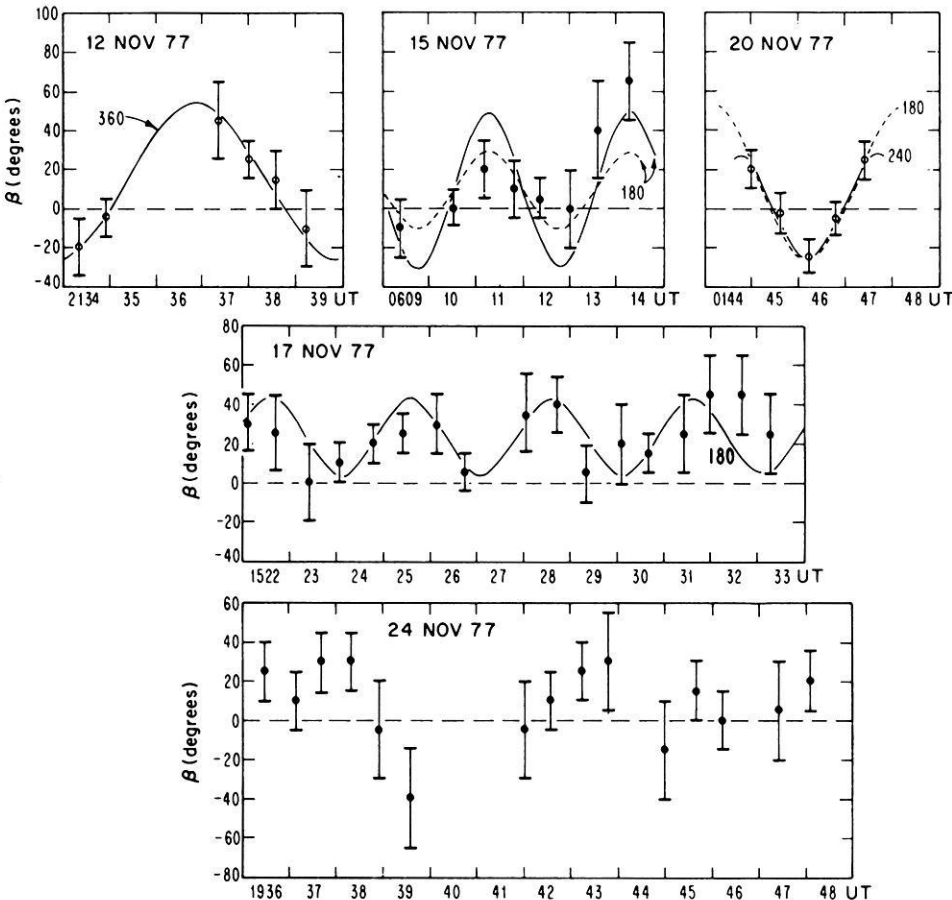 12 NOV 77
β (degrees)
100
80
60
40
20
0
-20
-40
360
2134 35 36 37 38 39 UT
15 NOV 77
180
0609 10 11 12 13 14 UT
20 NOV 77
180
240
0144 45 46 47 48 UT
17 NOV 77
β (degrees)
80
60
40
20
0
-20
-40
180
1522 23 24 25 26 27 28 29 30 31 32 33 UT
24 NOV 77
β (degrees)
60
40
20
0
-20
-40
-60
-80
1936 37 38 39 40 41 42 43 44 45 46 47 48 UT